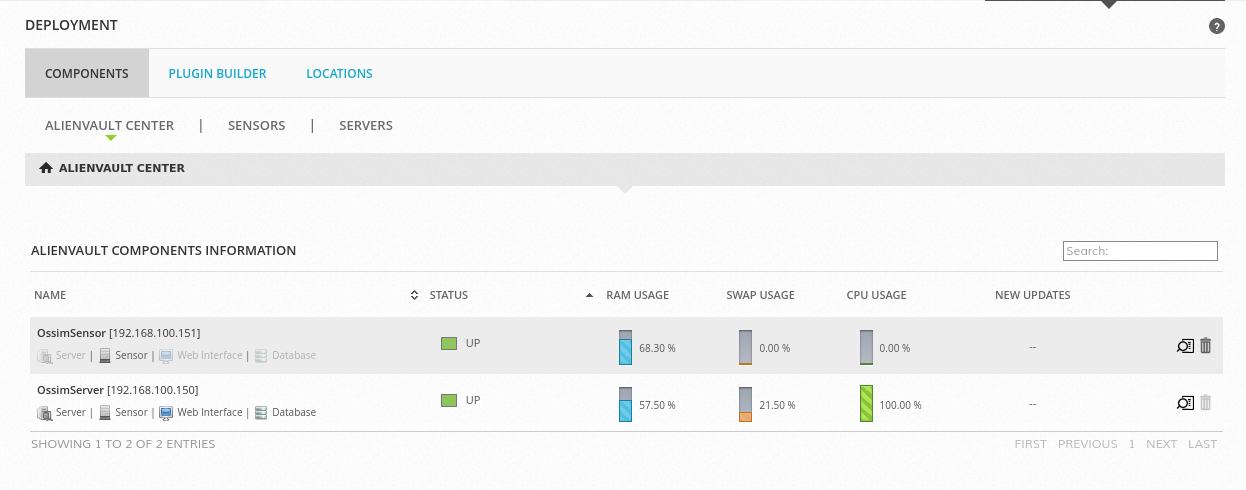 DEPLOYMENT
?
COMPONENTS PLUGIN BUILDER LOCATIONS
ALIENVAULT CENTER | SENSORS | SERVERS
ALIENVAULT CENTER
ALIENVAULT COMPONENTS INFORMATION Search:
NAME STATUS RAM USAGE SWAP USAGE CPU USAGE NEW UPDATES
OssimSensor [192.168.100.151]
UP 68.30 % 0.00 % 0.00 % --
Server | Sensor | Web Interface | Database
OssimServer [192.168.100.150]
UP 57.50 % 21.50 % 100.00 % --
Server | Sensor | Web Interface | Database
SHOWING 1 TO 2 OF 2 ENTRIES FIRST PREVIOUS 1 NEXT LAST